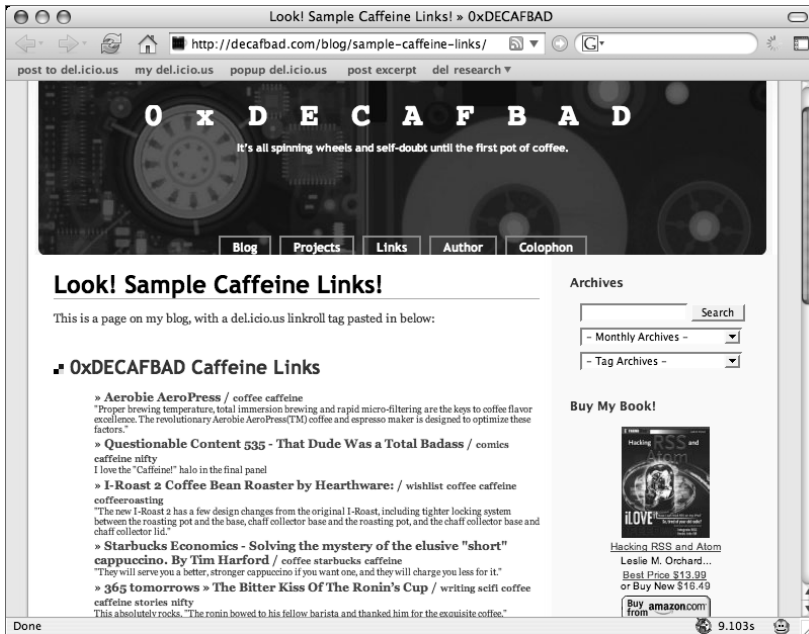 Look! Sample Caffeine Links! » 0xDECAFBAD
http://decafbad.com/blog/sample-caffeine-links/
G
post to del.icio.us my del.icio.us popup del.icio.us post excerpt del research
0xDECAFBAD
It's all spinning wheels and self-doubt until the first pot of coffee.
Blog Projects Links Author Colophon
Look! Sample Caffeine Links!
This is a page on my blog, with a del.icio.us linkroll tag pasted in below:
0xDECAFBAD Caffeine Links
» Aerobie AeroPress / coffee caffeine
"Proper brewing temperature, total immersion brewing and rapid micro-filtering are the keys to coffee flavor
excellence. The revolutionary Aerobie AeroPress(TM) coffee and espresso maker is designed to optimize these
factors."
» Questionable Content 535 - That Dude Was a Total Badass / comics
caffeine nifty
I love the "Caffeine!" halo in the final panel
» I-Roast 2 Coffee Bean Roaster by Hearthware: / wishlist coffee caffeine
coffeeroasting
"The new I-Roast 2 has a few design changes from the original I-Roast, including tighter locking system
between the roasting pot and the base, chaff collector base and the roasting pot, and the chaff collector base and
chaff collector lid."
» Starbucks Economics - Solving the mystery of the elusive "short"
cappuccino. By Tim Harford / coffee starbucks caffeine
"They will serve you a better, stronger cappuccino if you want one, and they will charge you less for it."
» 365 tomorrows » The Bitter Kiss Of The Ronin's Cup / writing scifi coffee
caffeine stories nifty
This absolutely rocks. "The ronin bowed to his fellow barista and thanked him for the exquisite coffee."
Archives
Search
- Monthly Archives -
- Tag Archives -
Buy My Book!
Hacking RSS and
Atom
iLOVE it
Hacking RSS and Atom
Leslie M. Orchard...
Best Price $13.99
or Buy New $16.49
Buy from amazon.com
Done
9.103s